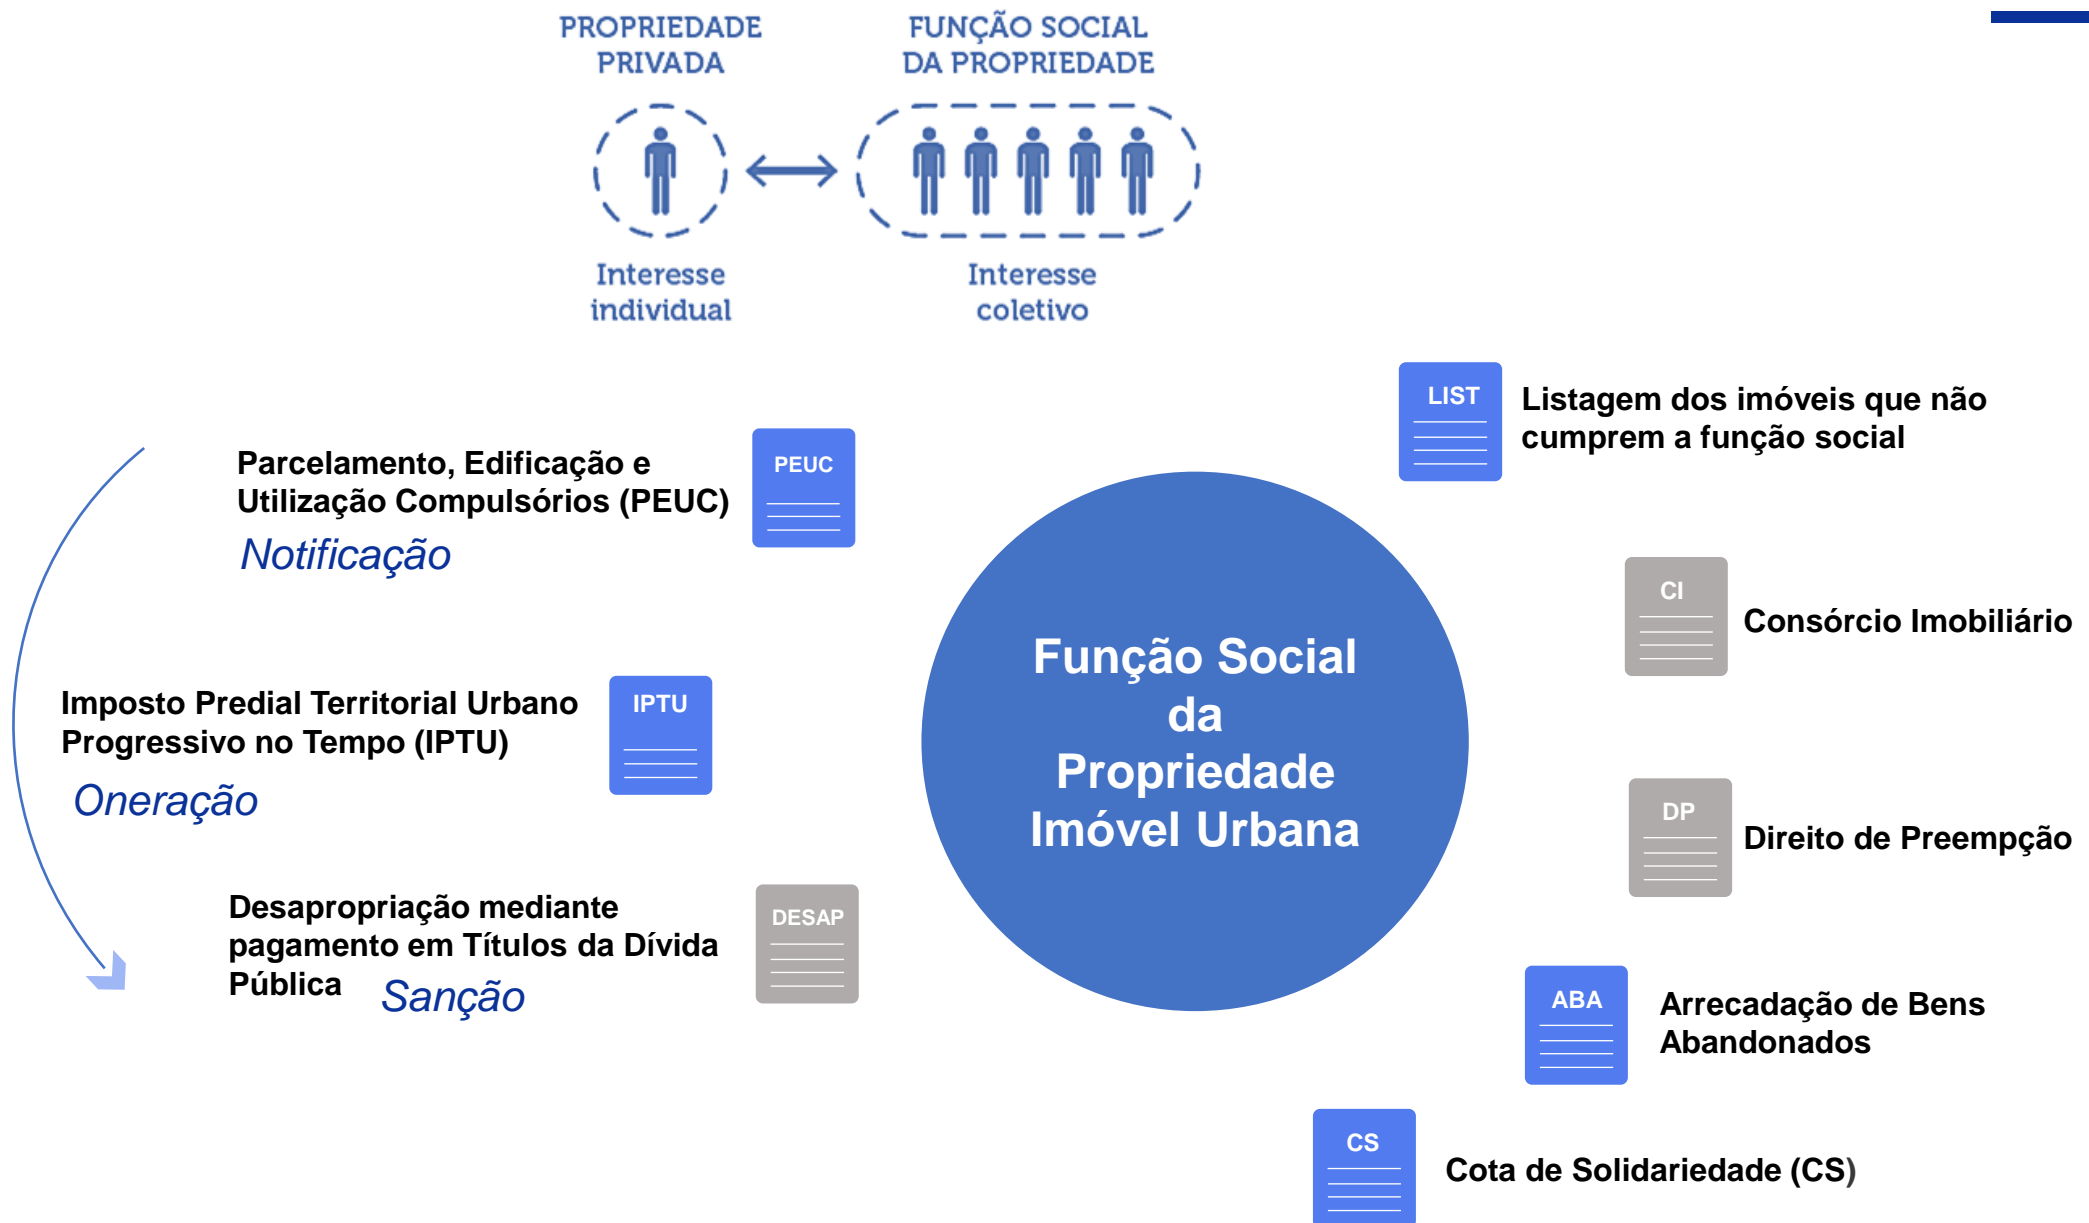 PROPRIEDADE
PRIVADA
FUNÇÃO SOCIAL
DA PROPRIEDADE
Interesse
individual
Interesse
coletivo
Parcelamento, Edificação e
Utilização Compulsórios (PEUC)
Notificação
PEUC
Imposto Predial Territorial Urbano
Progressivo no Tempo (IPTU)
Oneração
IPTU
Desapropriação mediante
pagamento em Títulos da Dívida
Pública
Sanção
DESAP
Função Social
da
Propriedade
Imóvel Urbana
LIST
Listagem dos imóveis que não
cumprem a função social
CI
Consórcio Imobiliário
DP
Direito de Preempção
ABA
Arrecadação de Bens
Abandonados
CS
Cota de Solidariedade (CS)